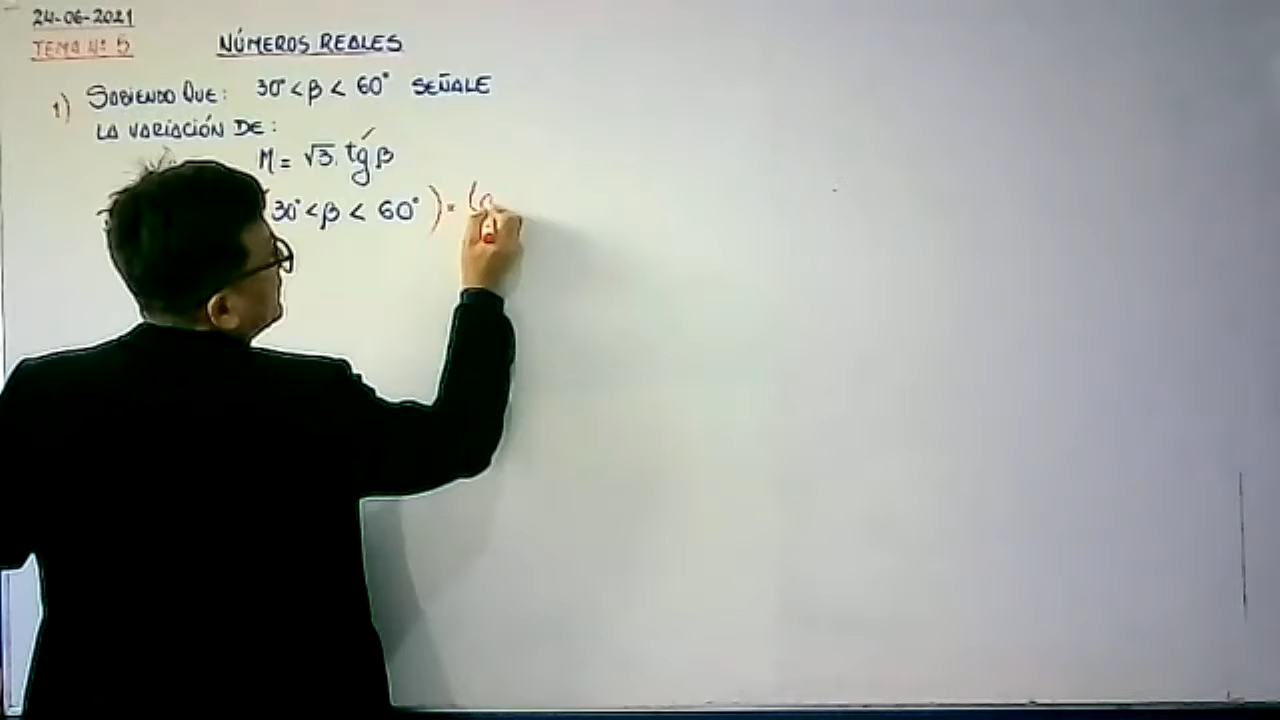 24-06-2021
TEMA Nº 5
NÚMEROS REALES
1) SABIENDO QUE: 30° < β < 60° SEÑALE
LA VARIACIÓN DE:
M = √3 . tg β
30° < β < 60° ) = (